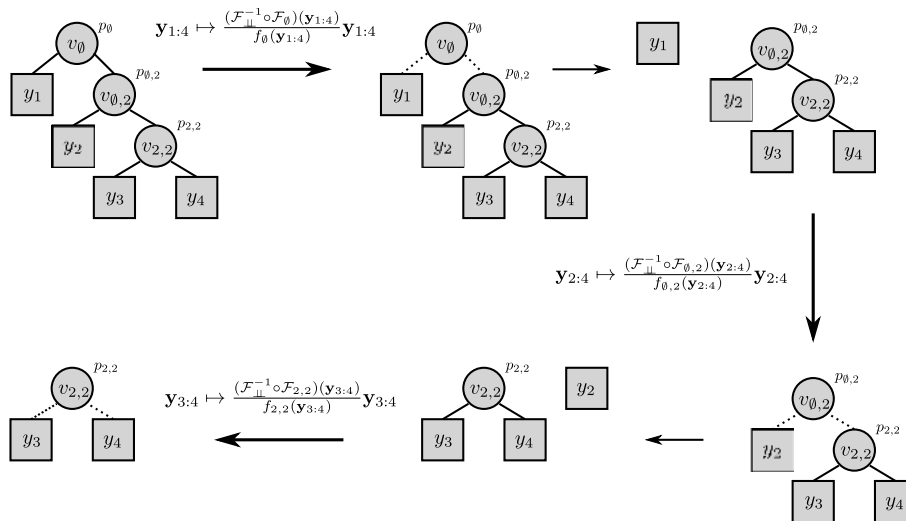 p_∅
v_∅
y_1
p_{∅,2}
v_{∅,2}
y_2
p_{2,2}
v_{2,2}
y_3 y_4
𝐲_{1:4} ↦ \frac{(ℱ_⫫^{-1}∘ℱ_∅)(𝐲_{1:4})}{f_∅(𝐲_{1:4})} 𝐲_{1:4}
p_∅
v_∅
y_1
p_{∅,2}
v_{∅,2}
y_2
p_{2,2}
v_{2,2}
y_3 y_4
y_1
p_{∅,2}
v_{∅,2}
y_2
p_{2,2}
v_{2,2}
y_3 y_4
𝐲_{2:4} ↦ \frac{(ℱ_⫫^{-1}∘ℱ_{∅,2})(𝐲_{2:4})}{f_{∅,2}(𝐲_{2:4})} 𝐲_{2:4}
p_{∅,2}
v_{∅,2}
y_2
p_{2,2}
v_{2,2}
y_3 y_4
p_{2,2}
v_{2,2}
y_2
y_3 y_4
𝐲_{3:4} ↦ \frac{(ℱ_⫫^{-1}∘ℱ_{2,2})(𝐲_{3:4})}{f_{2,2}(𝐲_{3:4})} 𝐲_{3:4}
p_{2,2}
v_{2,2}
y_3 y_4